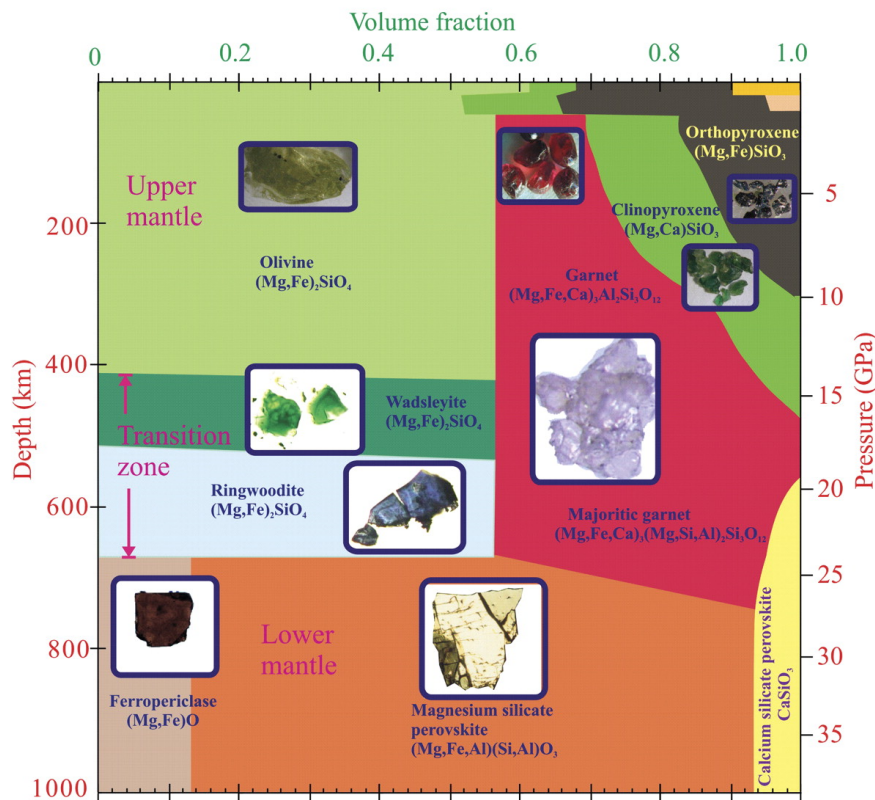 Volume fraction
0 0.2 0.4 0.6 0.8 1.0
Depth (km)
200
400
600
800
1000
Pressure (GPa)
5
10
15
20
25
30
35
Upper
mantle
Olivine
(Mg,Fe)₂SiO₄
Orthopyroxene
(Mg,Fe)SiO₃
Clinopyroxene
(Mg,Ca)SiO₃
Garnet
(Mg,Fe,Ca)₃Al₂Si₃O₁₂
Transition
zone
Wadsleyite
(Mg,Fe)₂SiO₄
Ringwoodite
(Mg,Fe)₂SiO₄
Majoritic garnet
(Mg,Fe,Ca)₃(Mg,Si,Al)₂Si₃O₁₂
Lower
mantle
Ferropericlase
(Mg,Fe)O
Magnesium silicate
perovskite
(Mg,Fe,Al)(Si,Al)O₃
Calcium silicate perovskite
CaSiO₃